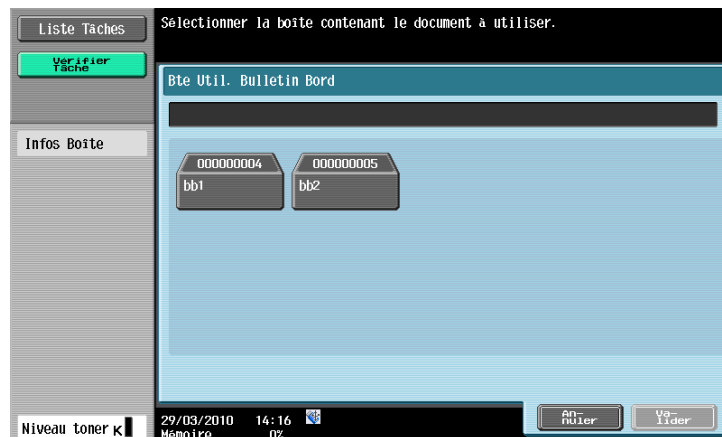 Liste Tâches
Sélectionner la boîte contenant le document à utiliser.
Vérifier
Tâche
Bte Util. Bulletin Bord
Infos Boîte
000000004
bb1
000000005
bb2
An-
nuler
Va-
lider
Niveau toner K
29/03/2010 14:16
Mémoire 0%